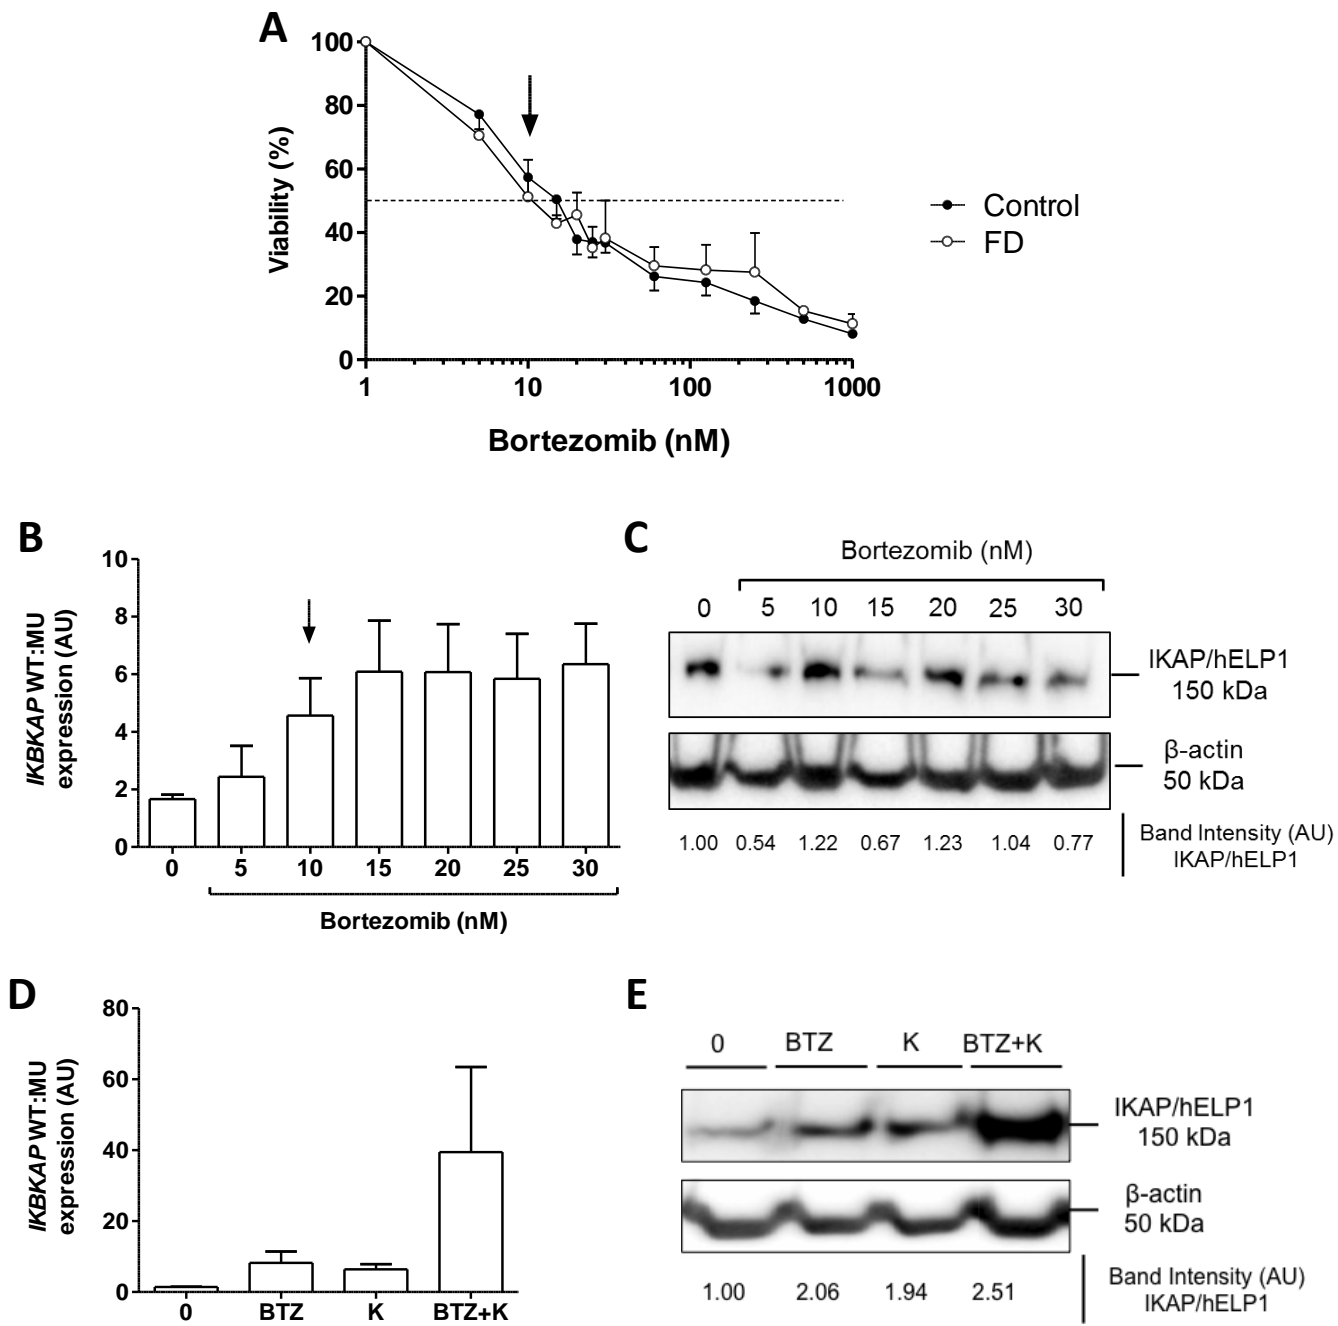 A
100
80
60
40
20
0
Viability (%)
1
10
100
1000
Bortezomib (nM)
Control
FD
B
10
8
6
4
2
0
IKBKAP WT:MU
expression (AU)
0 5 10 15 20 25 30
Bortezomib (nM)
C
Bortezomib (nM)
0 5 10 15 20 25 30
IKAP/hELP1
150 kDa
β-actin
50 kDa
1.00 0.54 1.22 0.67 1.23 1.04 0.77
Band Intensity (AU)
IKAP/hELP1
D
80
60
40
20
0
IKBKAP WT:MU
expression (AU)
0 BTZ K BTZ+K
E
0 BTZ K BTZ+K
IKAP/hELP1
150 kDa
β-actin
50 kDa
1.00 2.06 1.94 2.51
Band Intensity (AU)
IKAP/hELP1